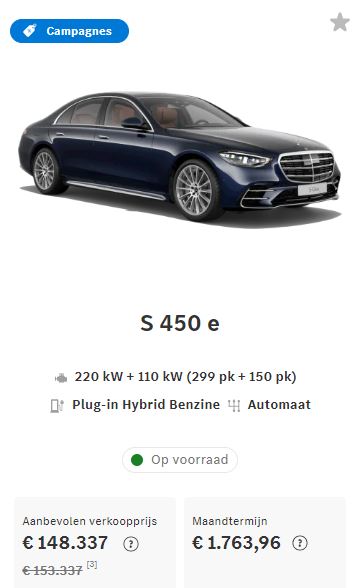 Campagnes
S 450 e
220 kW + 110 kW (299 pk + 150 pk)
Plug-in Hybrid Benzine Automaat
Op voorraad
Aanbevolen verkoopprijs
€ 148.337 ?
€ 153.337 [3]
Maandtermijn
€ 1.763,96 ?